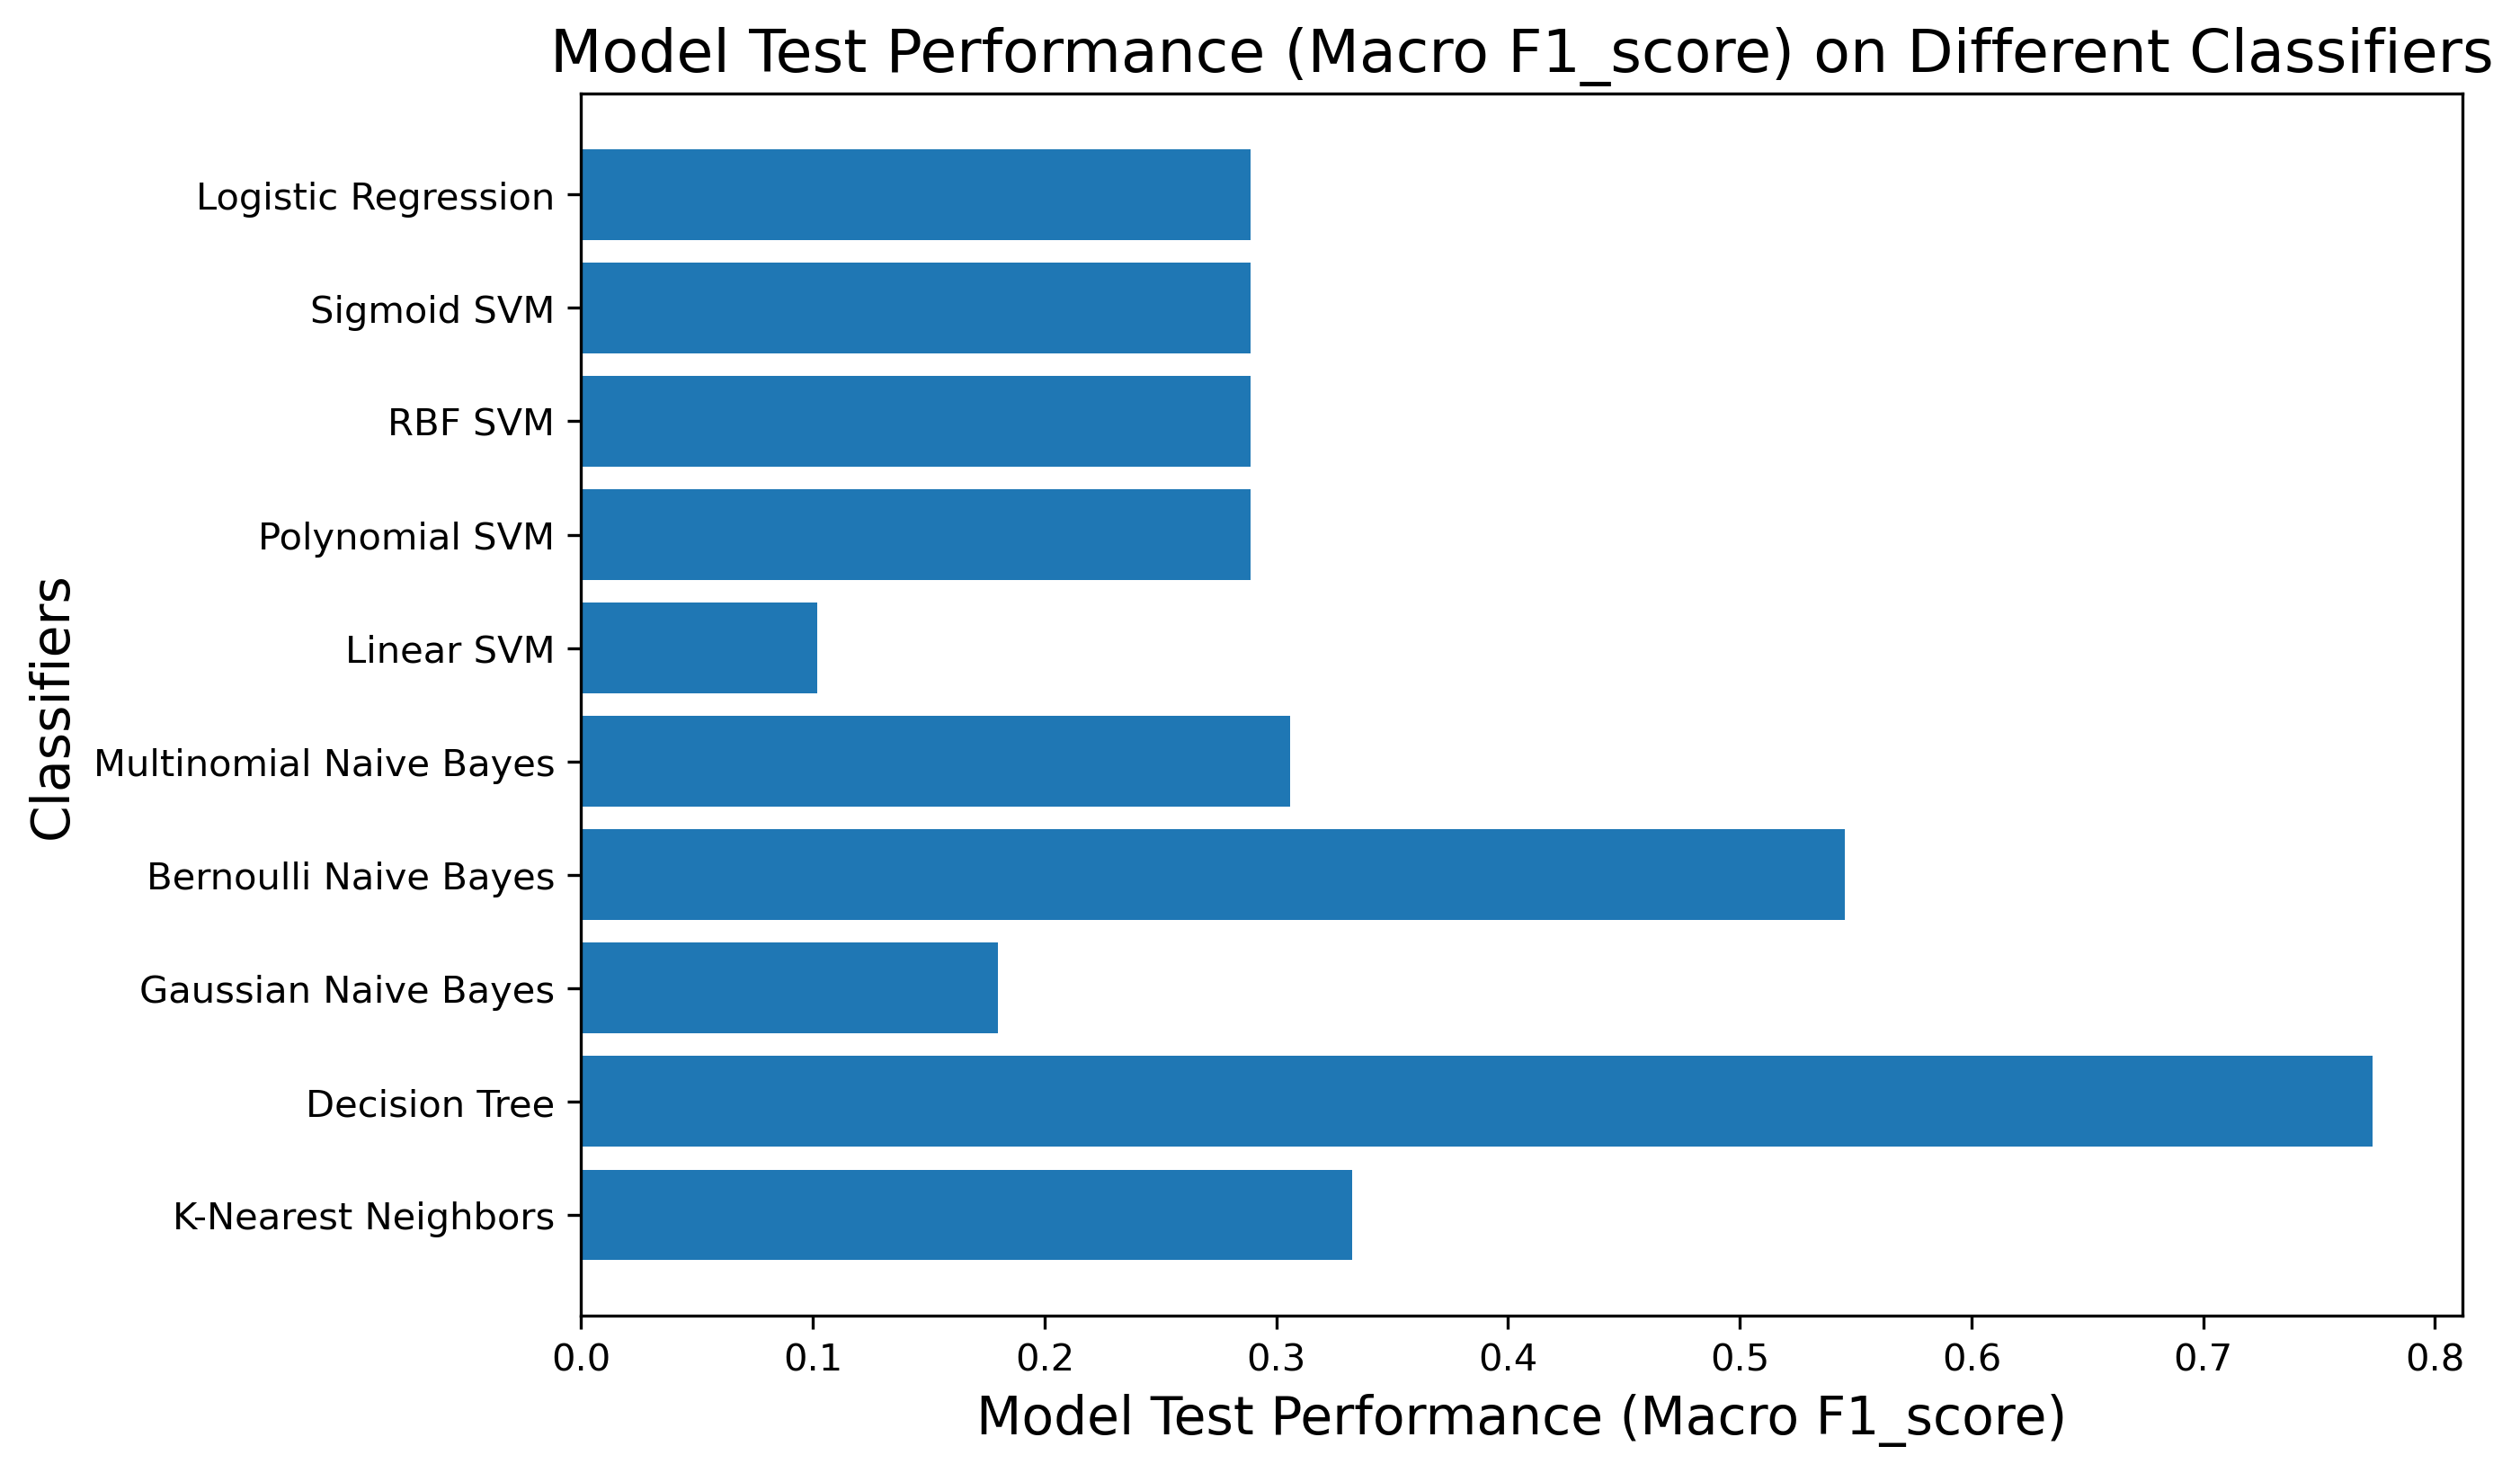 Model Test Performance (Macro F1_score) on Different Classifiers
Classifiers
Logistic Regression
Sigmoid SVM
RBF SVM
Polynomial SVM
Linear SVM
Multinomial Naive Bayes
Bernoulli Naive Bayes
Gaussian Naive Bayes
Decision Tree
K-Nearest Neighbors
0.0 0.1 0.2 0.3 0.4 0.5 0.6 0.7 0.8
Model Test Performance (Macro F1_score)